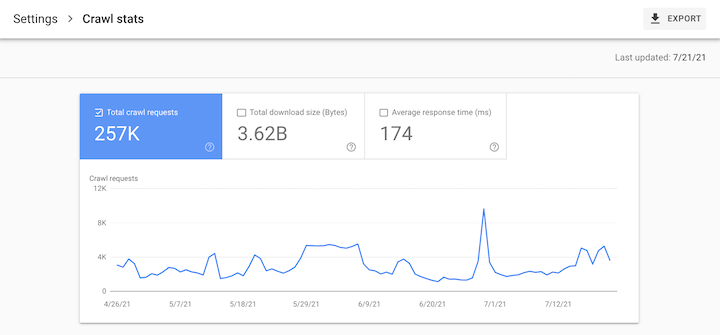 Settings > Crawl stats
EXPORT
Last updated: 7/21/21
Total crawl requests
257K
Total download size (Bytes)
3.62B
Average response time (ms)
174
Crawl requests
12K
8K
4K
0
4/26/21 5/7/21 5/18/21 5/29/21 6/9/21 6/20/21 7/1/21 7/12/21